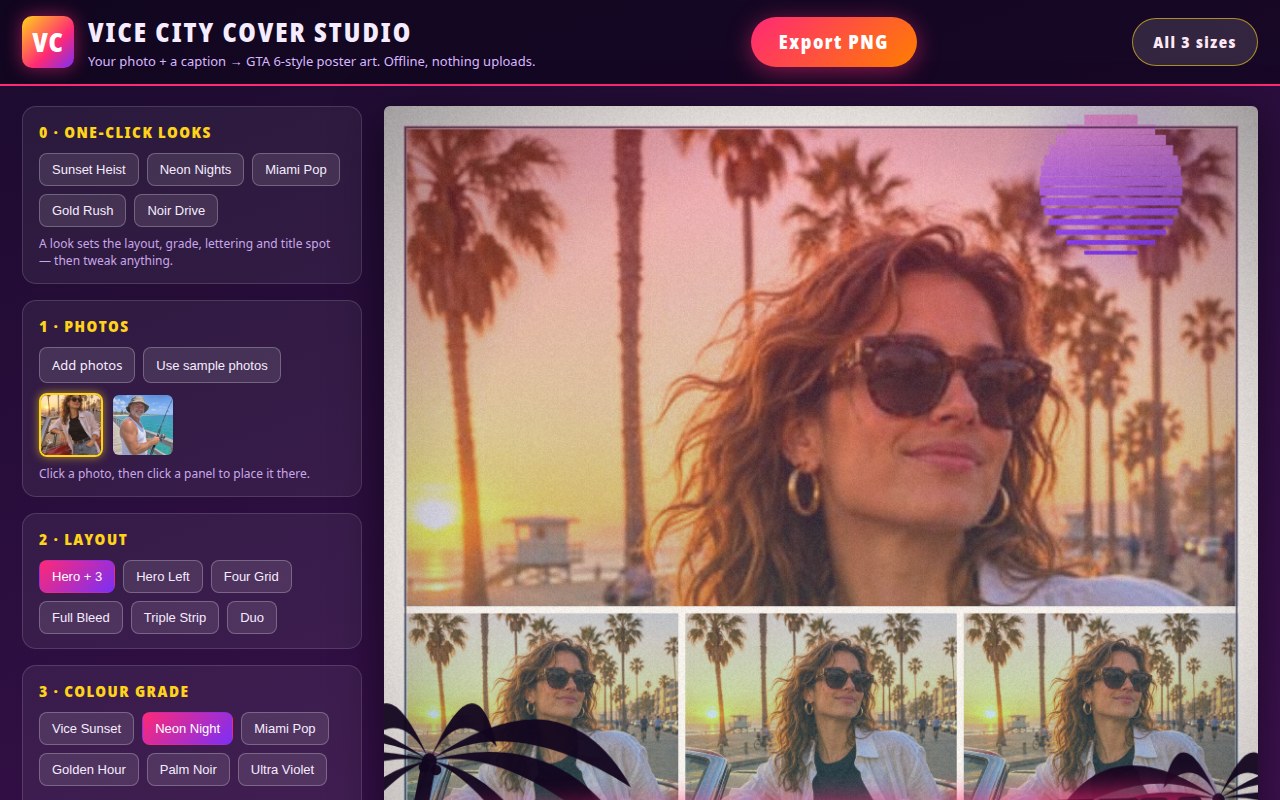 VC
VICE CITY COVER STUDIO
Your photo + a caption → GTA 6-style poster art. Offline, nothing uploads.
Export PNG
All 3 sizes
0 · ONE-CLICK LOOKS
Sunset Heist
Neon Nights
Miami Pop
Gold Rush
Noir Drive
A look sets the layout, grade, lettering and title spot
— then tweak anything.
1 · PHOTOS
Add photos
Use sample photos
Click a photo, then click a panel to place it there.
2 · LAYOUT
Hero + 3
Hero Left
Four Grid
Full Bleed
Triple Strip
Duo
3 · COLOUR GRADE
Vice Sunset
Neon Night
Miami Pop
Golden Hour
Palm Noir
Ultra Violet